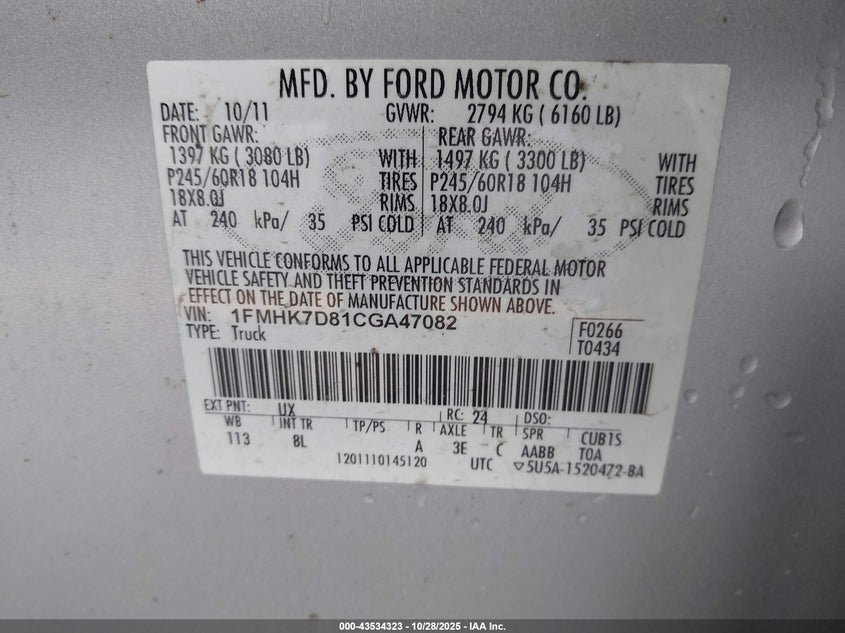 MFD. BY FORD MOTOR CO.
DATE: 10/11 GVWR: 2794 KG ( 6160 LB)
FRONT GAWR: REAR GAWR:
1397 KG ( 3080 LB) WITH 1497 KG ( 3300 LB) WITH
P245/60R18 104H TIRES P245/60R18 104H TIRES
18X8.0J RIMS 18X8.0J RIMS
AT 240 kPa/ 35 PSI COLD AT 240 kPa/ 35 PSI COLD
THIS VEHICLE CONFORMS TO ALL APPLICABLE FEDERAL MOTOR
VEHICLE SAFETY AND THEFT PREVENTION STANDARDS IN
EFFECT ON THE DATE OF MANUFACTURE SHOWN ABOVE.
VIN: 1FMHK7D81CGA47082 F0266
TYPE: Truck T0434
EXT PNT: UX RC: 24 DSO:
WB INT TR TP/PS R AXLE TR SPR CUB1S
113 8L A 3E C AABB TOA
1201110145120 UTC ▽5U5A-1520472-BA
000-43534323 - 10/28/2025 - IAA Inc.